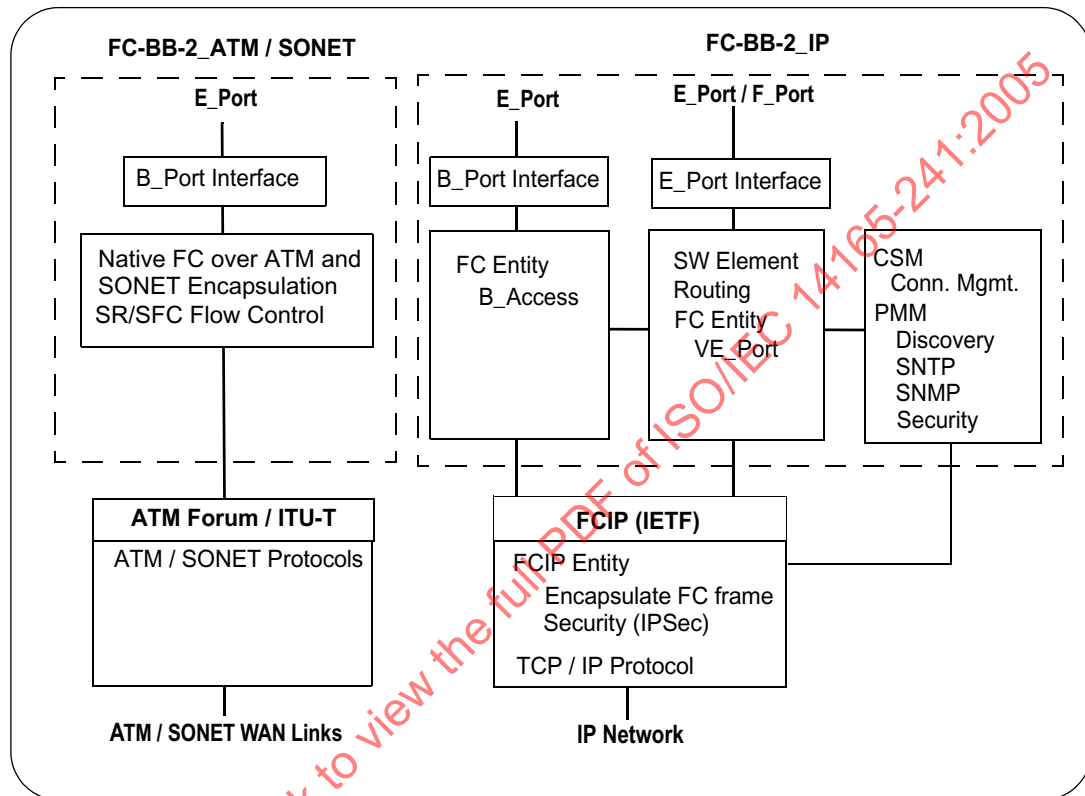 FC-BB-2_ATM / SONET
E_Port
B_Port Interface
Native FC over ATM and
SONET Encapsulation
SR/SFC Flow Control
ATM Forum / ITU-T
ATM / SONET Protocols
ATM / SONET WAN Links
FC-BB-2_IP
E_Port
E_Port / F_Port
B_Port Interface
E_Port Interface
FC Entity
B_Access
SW Element
Routing
FC Entity
VE_Port
CSM
Conn. Mgmt.
PMM
Discovery
SNTP
SNMP
Security
FCIP (IETF)
FCIP Entity
Encapsulate FC frame
Security (IPSec)
TCP / IP Protocol
IP Network
to view the full PDF of ISO/IEC 14165-241:2005